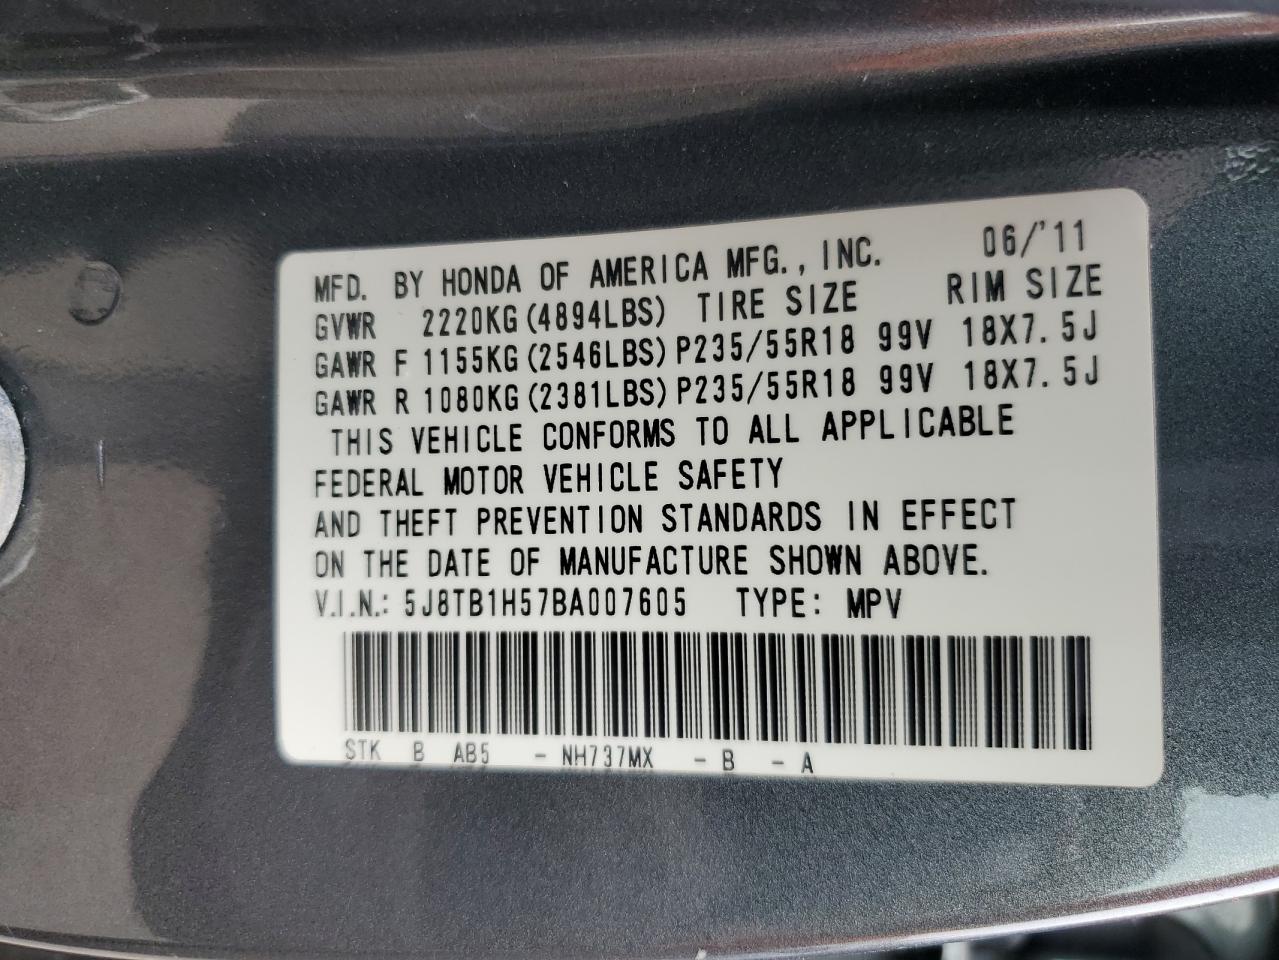 MFD. BY HONDA OF AMERICA MFG., INC. 06/'11
GVWR 2220KG(4894LBS) TIRE SIZE RIM SIZE
GAWR F 1155KG(2546LBS)P235/55R18 99V 18X7.5J
GAWR R 1080KG(2381LBS)P235/55R18 99V 18X7.5J
THIS VEHICLE CONFORMS TO ALL APPLICABLE
FEDERAL MOTOR VEHICLE SAFETY
AND THEFT PREVENTION STANDARDS IN EFFECT
ON THE DATE OF MANUFACTURE SHOWN ABOVE.
V.I.N.: 5J8TB1H57BA007605 TYPE: MPV
STK B AB5 - NH737MX - B - A